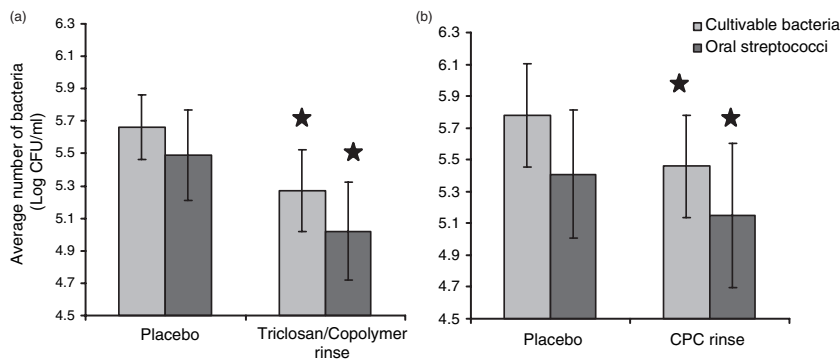 (a)
Average number of bacteria
(Log CFU/ml)
6.3
6.1
5.9
5.7
5.5
5.3
5.1
4.9
4.7
4.5
Placebo
Triclosan/Copolymer
rinse
(b)
Cultivable bacteria
Oral streptococci
6.3
6.1
5.9
5.7
5.5
5.3
5.1
4.9
4.7
4.5
Placebo
CPC rinse